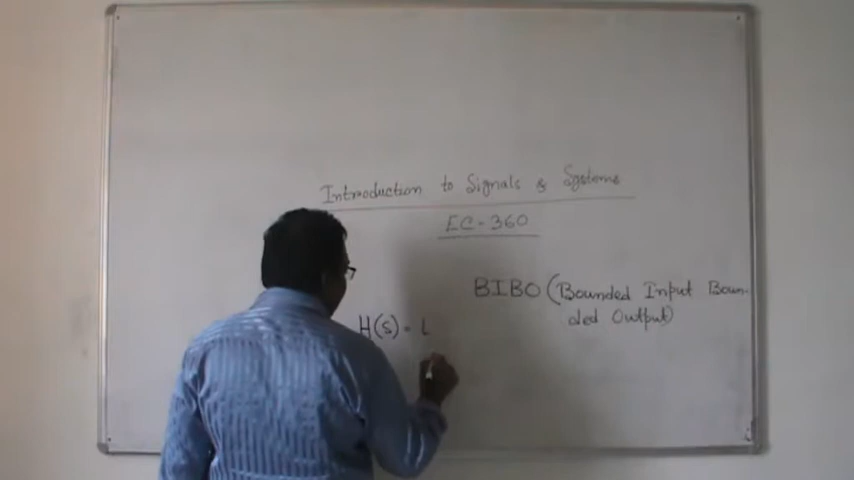 Introduction to Signals & Systems
EC-360
BIBO (Bounded Input Boun-
ded Output)
H(s) = L